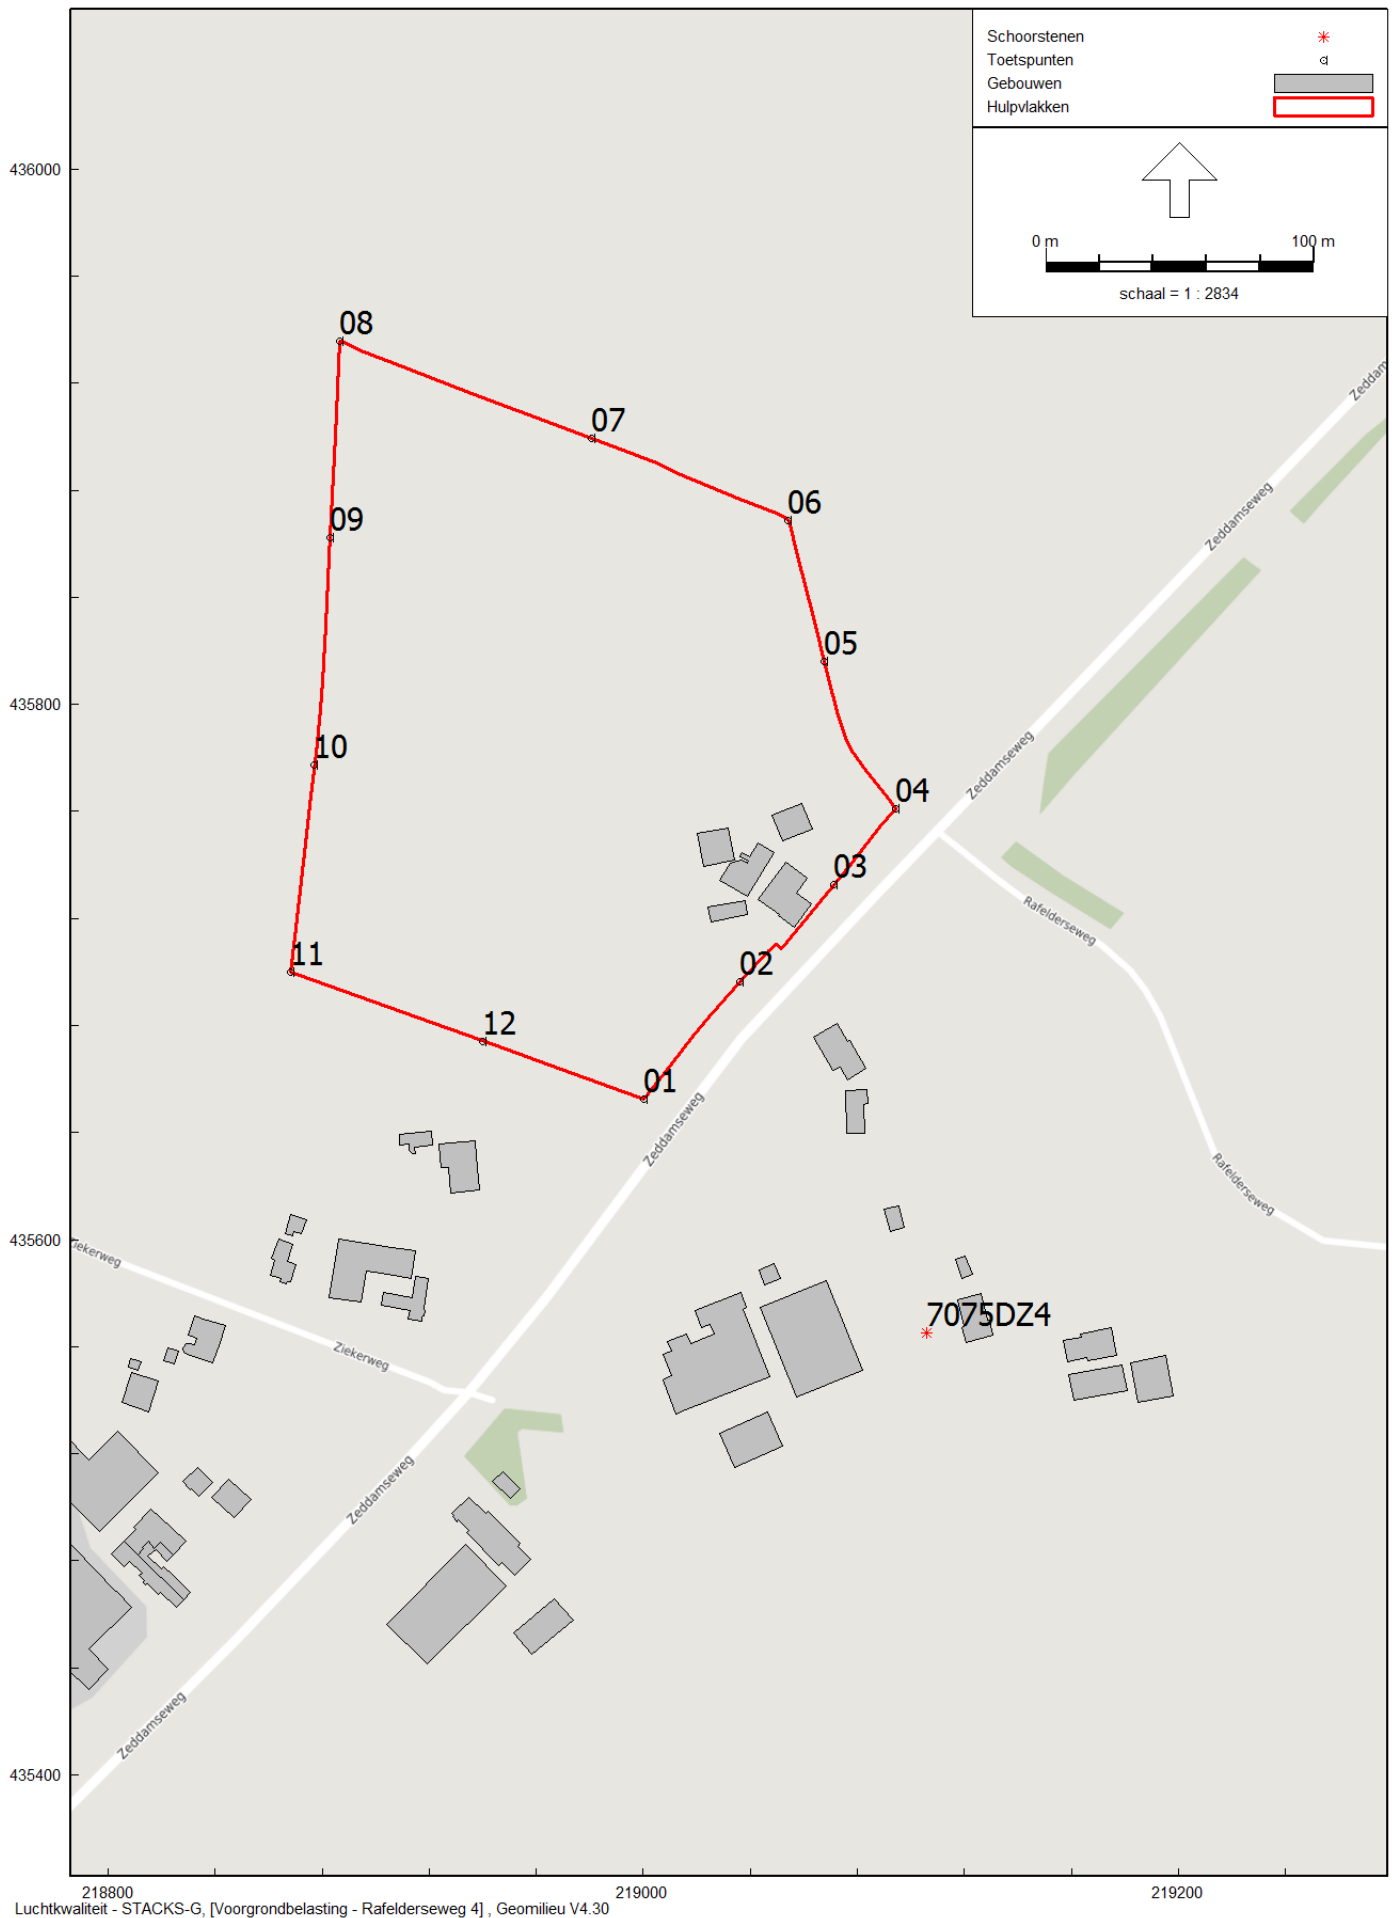 Schoorstenen
Toetspunten
Gebouwen
Hulpvlakken
0 m 100 m
schaal = 1 : 2834
436000
435800
435600
435400
218800 219000 219200
08
07
06
09
05
10
04
03
11
02
12
01
7075DZ4
Zeddam
Zeddamseweg
Zeddamseweg
Rafelderseweg
Zeddamseweg
Rafelderseweg
iekerweg
Ziekerweg
Zeddamseweg
Zeddamseweg
Luchtkwaliteit - STACKS-G, [Voorgrondbelasting - Rafelderseweg 4] , Geomilieu V4.30